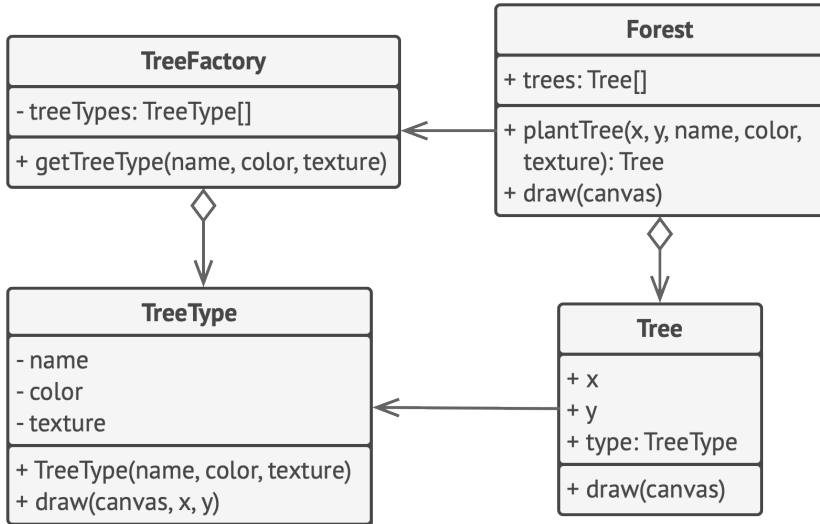 TreeFactory
- treeTypes: TreeType[]
+ getTreeType(name, color, texture)
Forest
+ trees: Tree[]
+ plantTree(x, y, name, color,
texture): Tree
+ draw(canvas)
TreeType
- name
- color
- texture
+ TreeType(name, color, texture)
+ draw(canvas, x, y)
Tree
+ x
+ y
+ type: TreeType
+ draw(canvas)